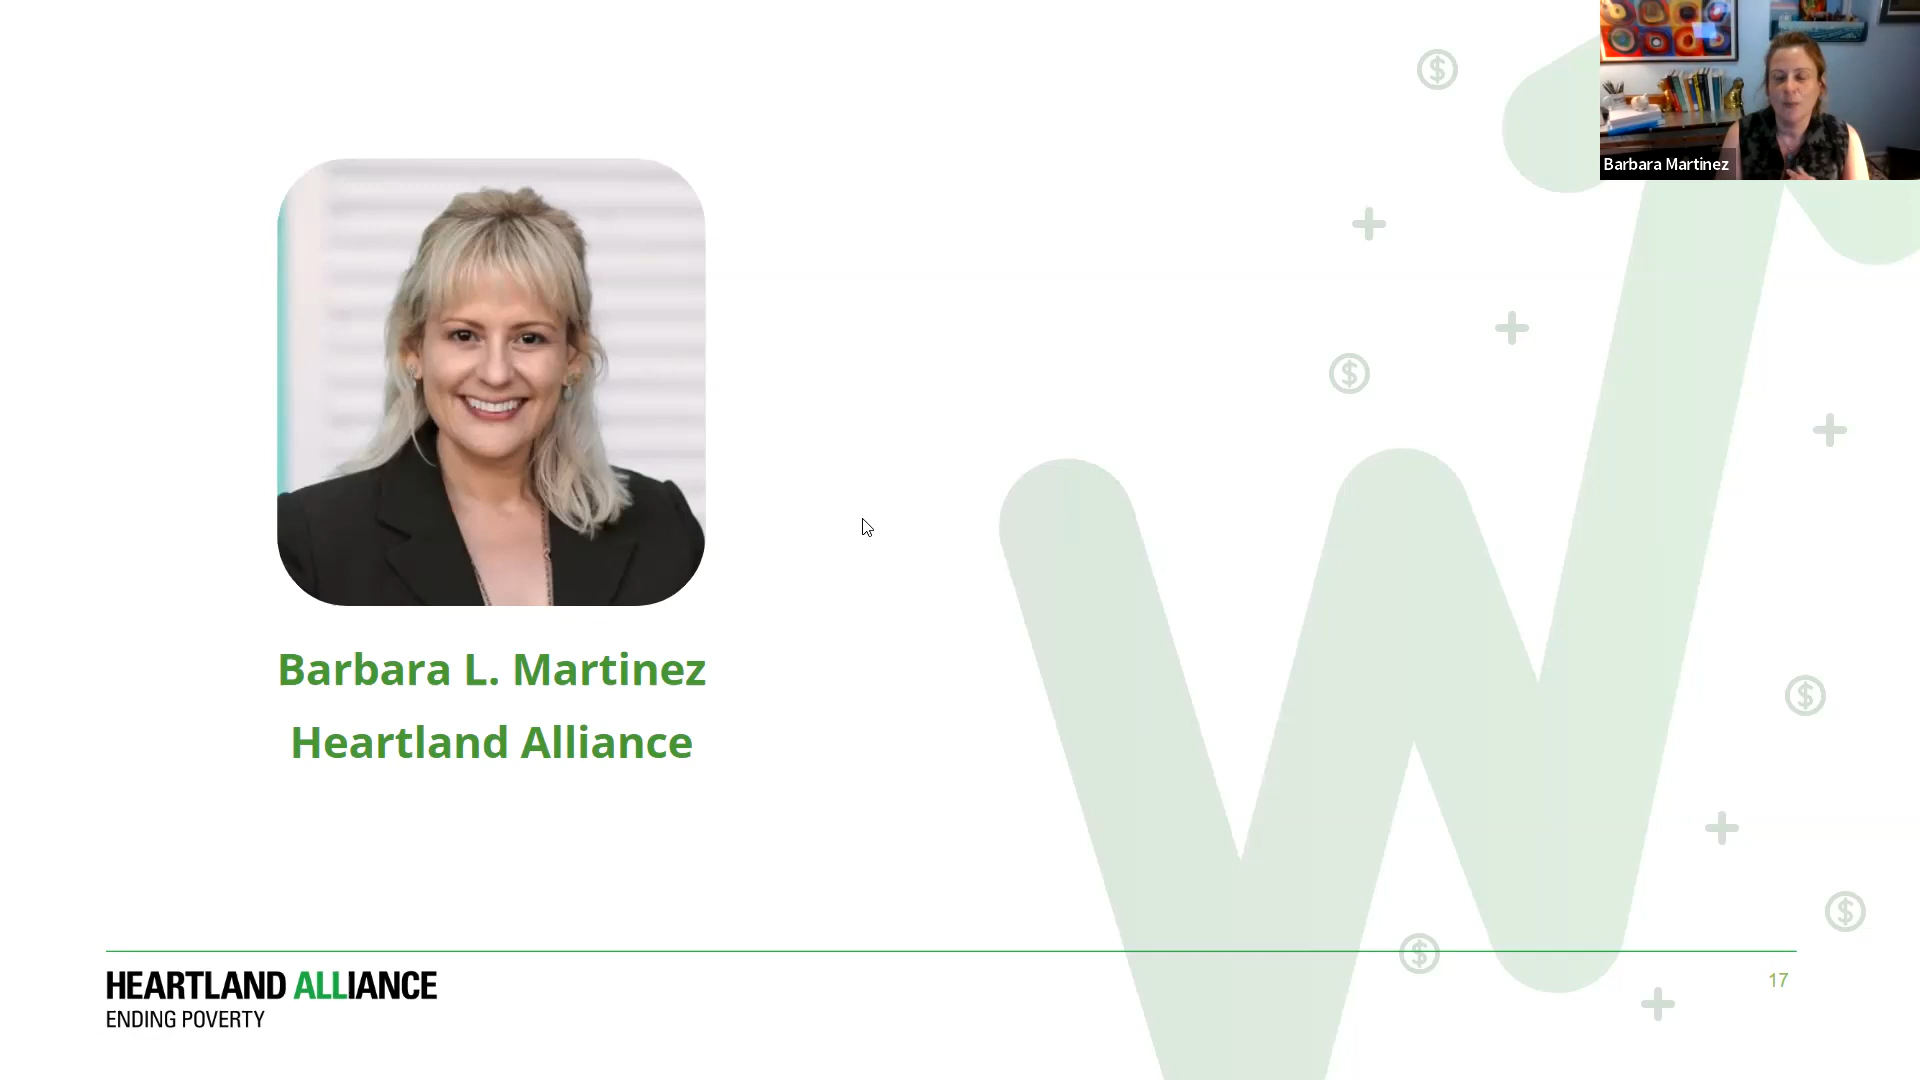 Barbara Martinez
Barbara L. Martinez
Heartland Alliance
HEARTLAND ALLIANCE
ENDING POVERTY
17